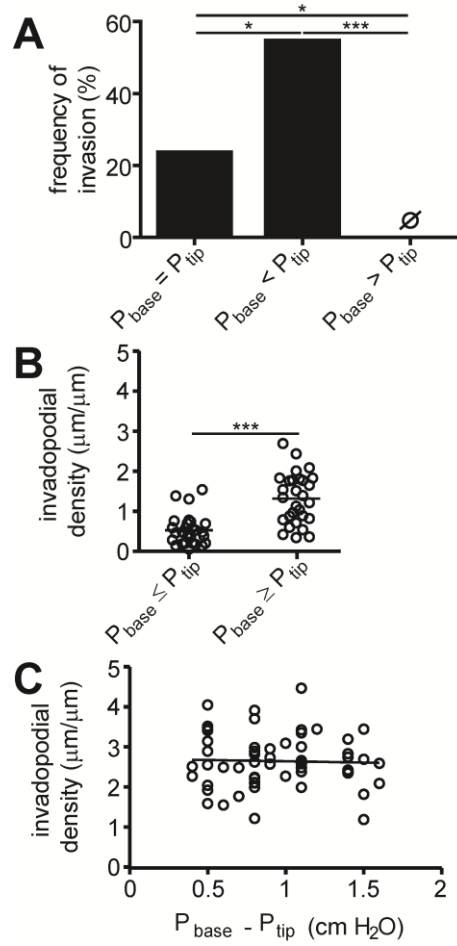 A
frequency of
invasion (%)
60
40
20
0
*
*
***
Ø
P base = P tip
P base < P tip
P base > P tip
B
invadopodial
density (μm/μm)
5
4
3
2
1
0
***
P base ≤ P tip
P base ≥ P tip
C
invadopodial
density (μm/μm)
5
4
3
2
1
0
0.5
1
1.5
2
P base - P tip (cm H2O)